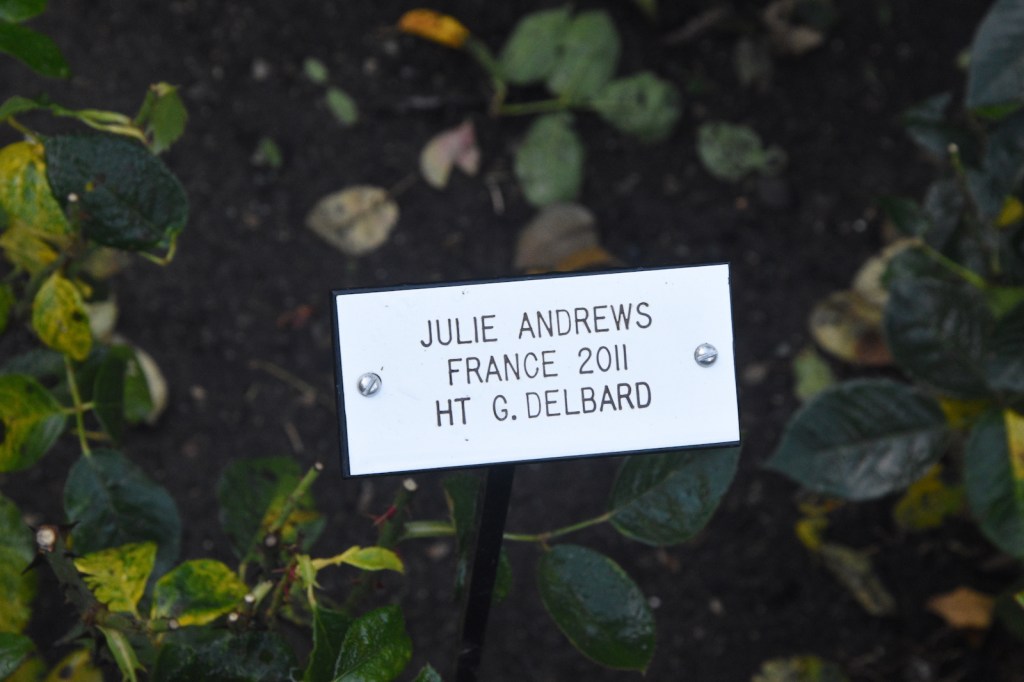 JULIE ANDREWS
FRANCE 2011
HT G. DELBARD